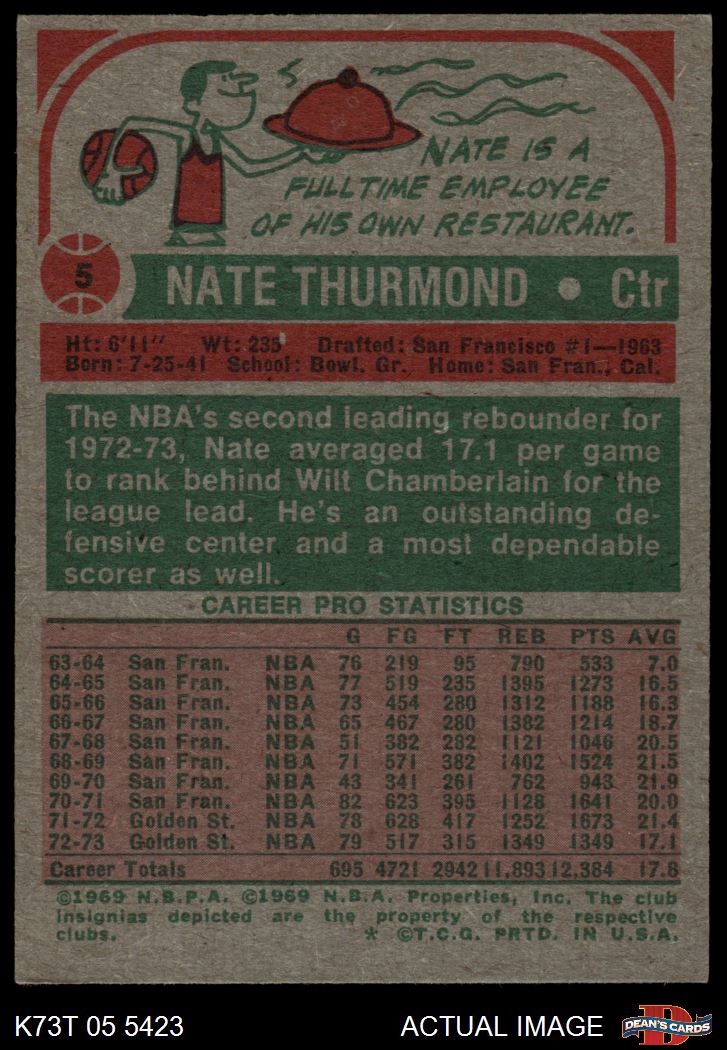 NATE IS A
FULL TIME EMPLOYEE
OF HIS OWN RESTAURANT.
5
NATE THURMOND • Ctr
Ht: 6'11" Wt: 235 Drafted: San Francisco #1—1963
Born: 7-25-41 School: Bowl. Gr. Home: San Fran., Cal.
The NBA's second leading rebounder for
1972-73, Nate averaged 17.1 per game
to rank behind Wilt Chamberlain for the
league lead. He's an outstanding de-
fensive center and a most dependable
scorer as well.
CAREER PRO STATISTICS
G FG FT REB PTS AVG
63-64 San Fran. NBA 76 219 95 790 533 7.0
64-65 San Fran. NBA 77 519 235 1395 1273 16.5
65-66 San Fran. NBA 73 454 280 1312 1188 16.3
66-67 San Fran. NBA 65 467 280 1382 1214 18.7
67-68 San Fran. NBA 51 382 282 1121 1046 20.5
68-69 San Fran. NBA 71 571 382 1402 1524 21.5
69-70 San Fran. NBA 43 341 261 762 943 21.9
70-71 San Fran. NBA 82 623 395 1128 1641 20.0
71-72 Golden St. NBA 78 628 417 1252 1673 21.4
72-73 Golden St. NBA 79 517 315 1349 1349 17.1
Career Totals 695 4721 2942 11,893 12,384 17.8
©1969 N.B.P.A. ©1969 N.B.A. Properties, Inc. The club
insignias depicted are the property of the respective
clubs. * ©T.C.G. PRTD. IN U.S.A.
K73T 05 5423 ACTUAL IMAGE
D
DEAN'S CARDS